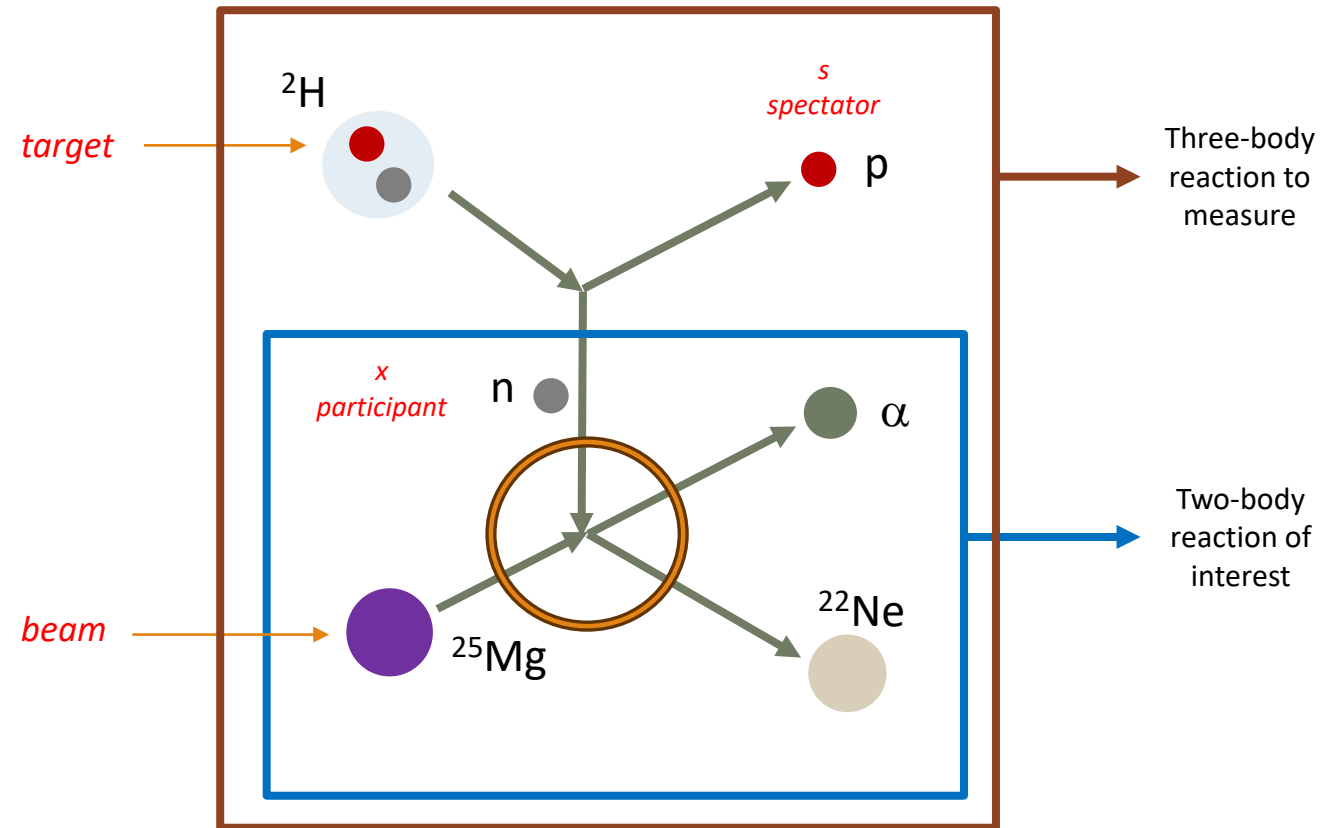 ²H
s
spectator
target
p
Three-body
reaction to
measure
x
participant
n
α
Two-body
reaction of
interest
²²Ne
beam
²⁵Mg